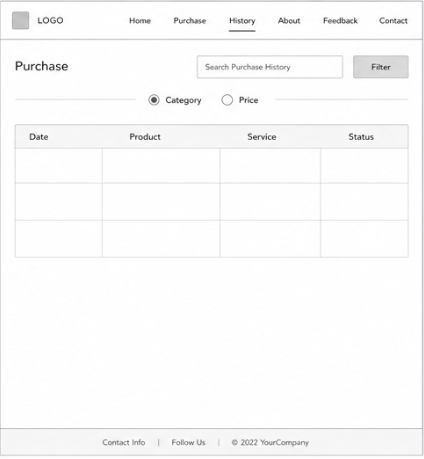 LOGO Home Purchase History About Feedback Contact
Purchase Search Purchase History Filter
Category Price
Date Product Service Status
Contact Info | Follow Us | © 2022 YourCompany